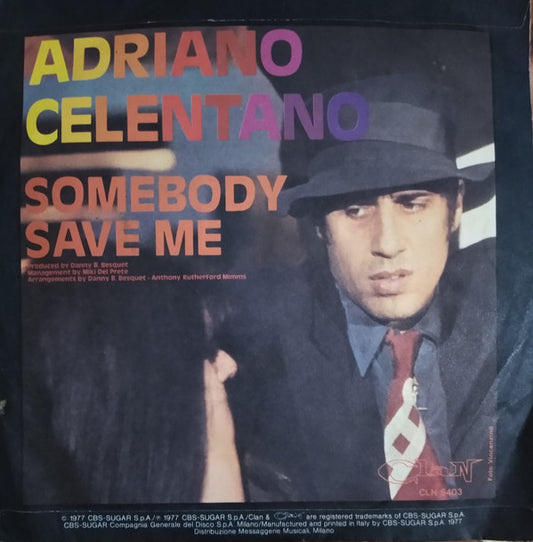 ADRIANO
CELENTANO
SOMEBODY
SAVE ME
Produced by Danny B. Besquet
Management by Miki Del Prete
Arrangements by Danny B. Besquet - Anthony Rutherford Mimms
Clan
CLN 5403
© 1977 CBS-SUGAR S.p.A./℗ 1977 CBS-SUGAR S.p.A./Clan & Clan are registered trademarks of CBS-SUGAR S.p.A.
CBS-SUGAR Compagnia Generale del Disco S.P.A. Milano/Manufactured and printed in Italy by CBS-SUGAR S.P.A. 1977
Distribuzione Messaggerie Musicali, Milano